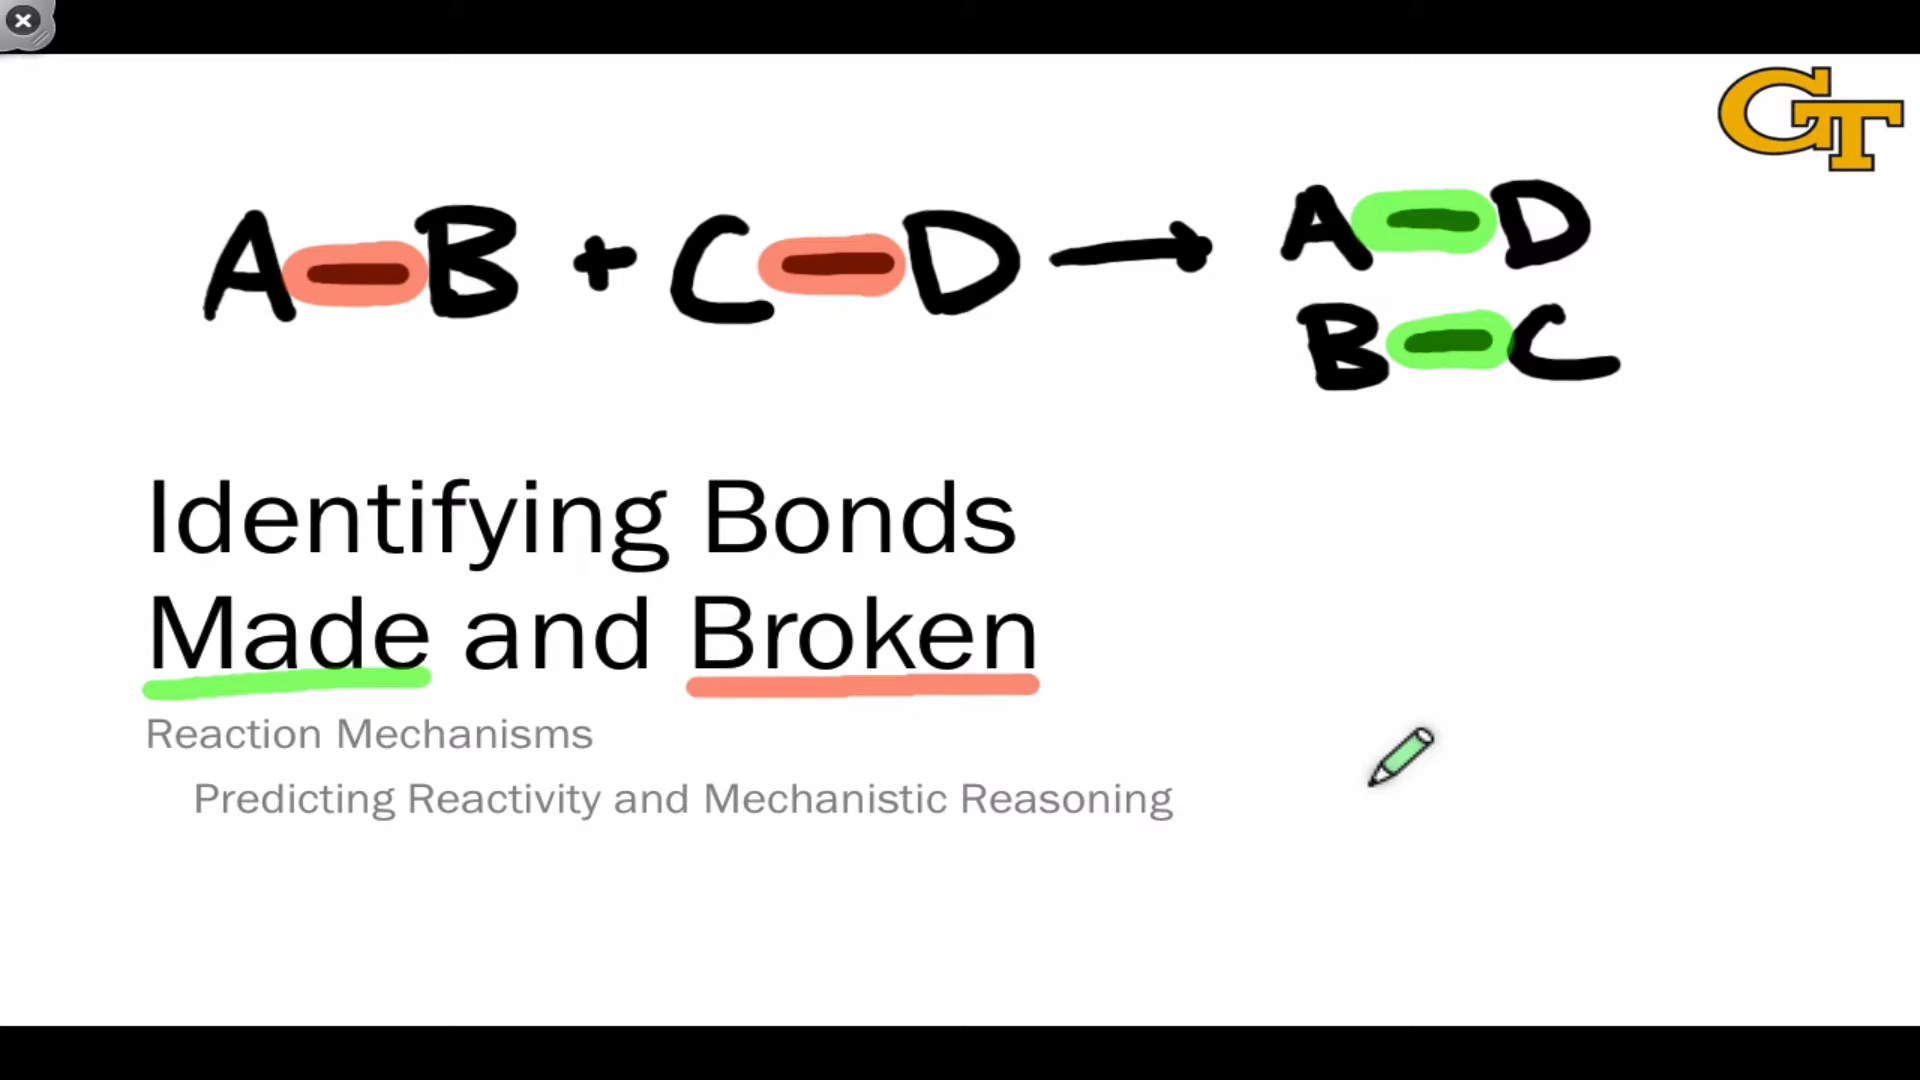 A-B + C-D → A-D
B-C
GT
Identifying Bonds
Made and Broken
Reaction Mechanisms
Predicting Reactivity and Mechanistic Reasoning